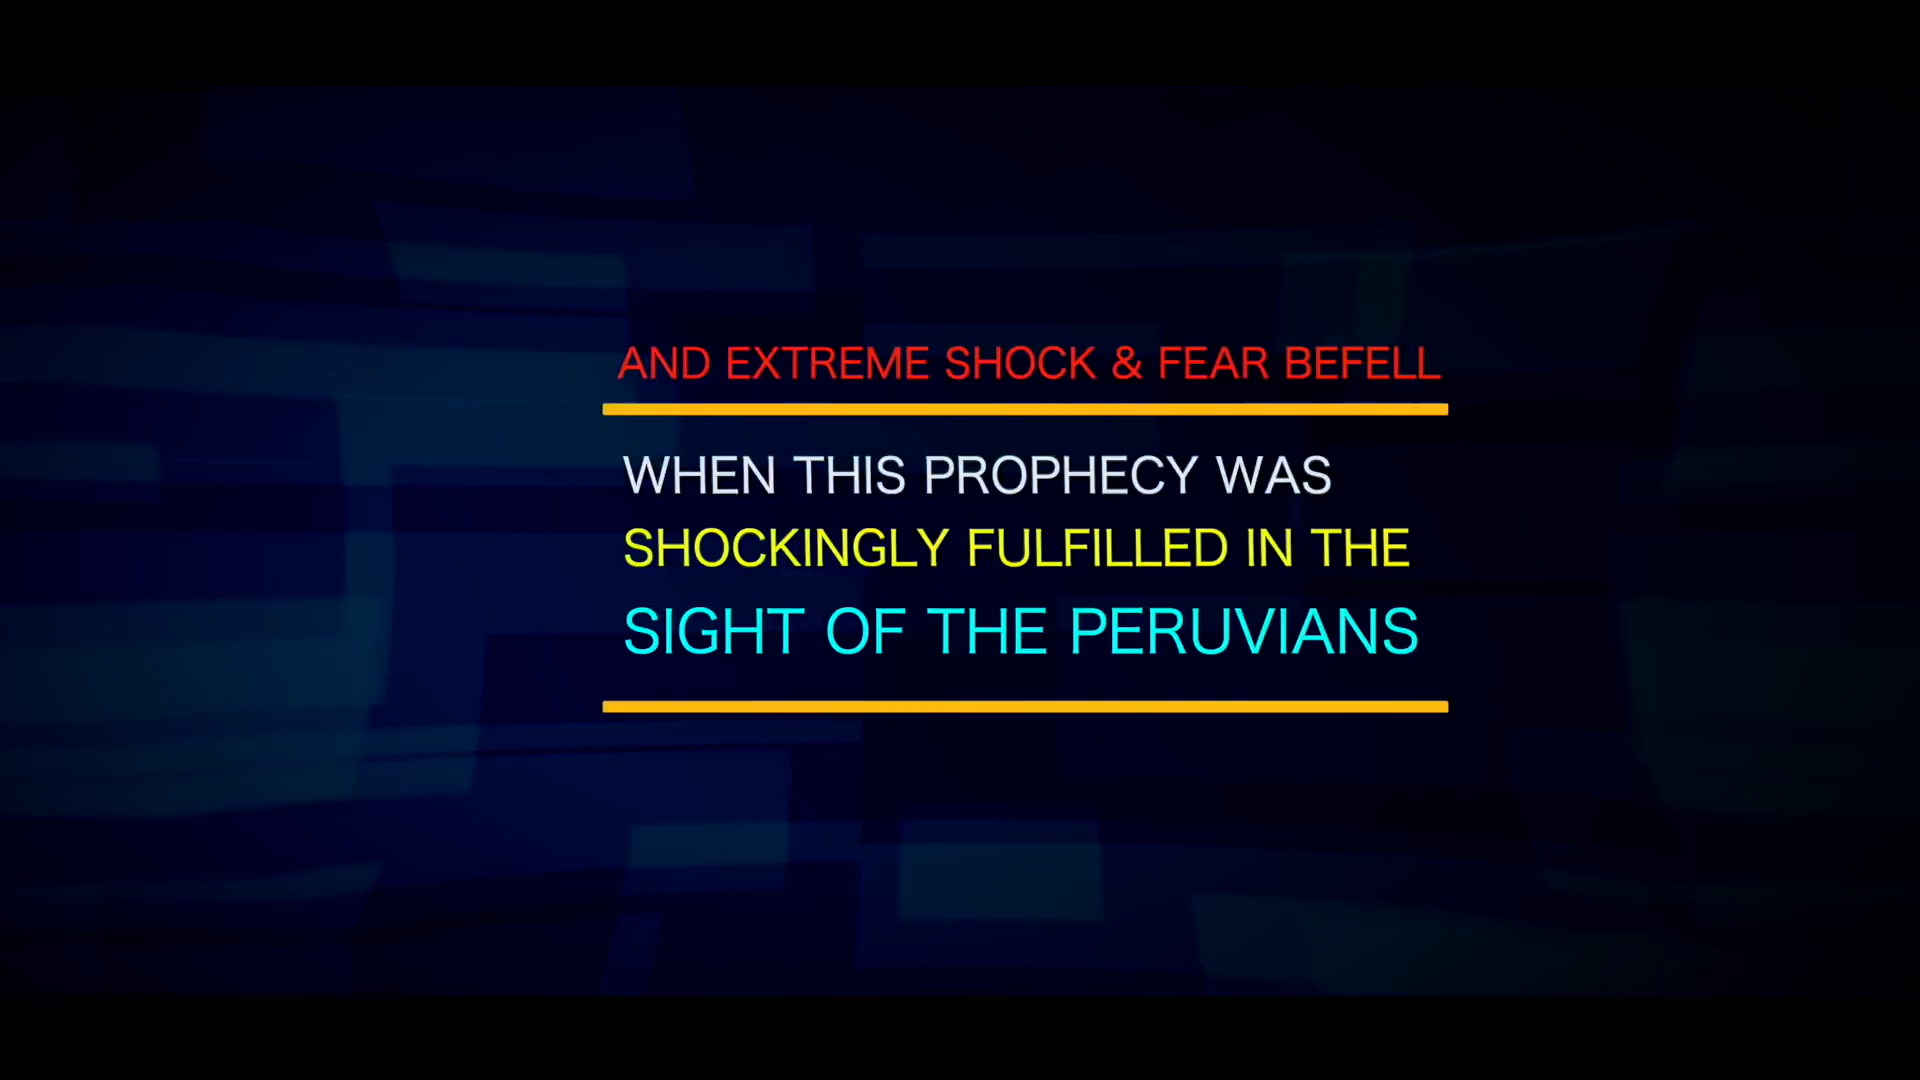 AND EXTREME SHOCK & FEAR BEFELL
WHEN THIS PROPHECY WAS
SHOCKINGLY FULFILLED IN THE
SIGHT OF THE PERUVIANS